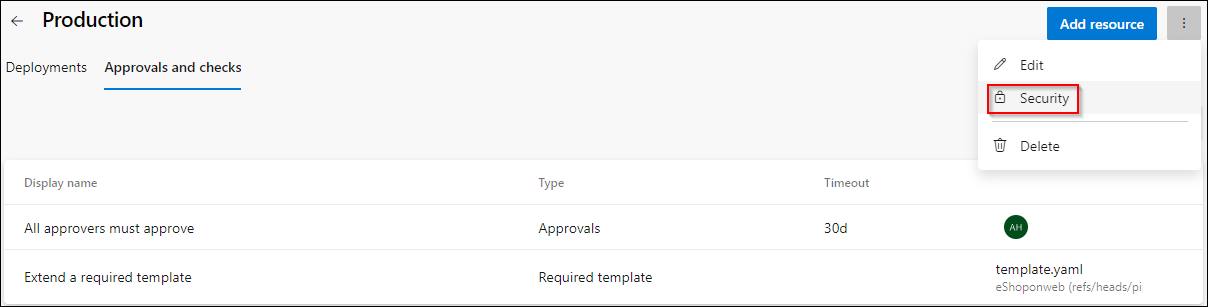 Production
Add resource
Deployments
Approvals and checks
Edit
Security
Delete
Display name
Type
Timeout
All approvers must approve
Approvals
30d
AH
Extend a required template
Required template
template.yaml
eShoponweb (refs/heads/pi